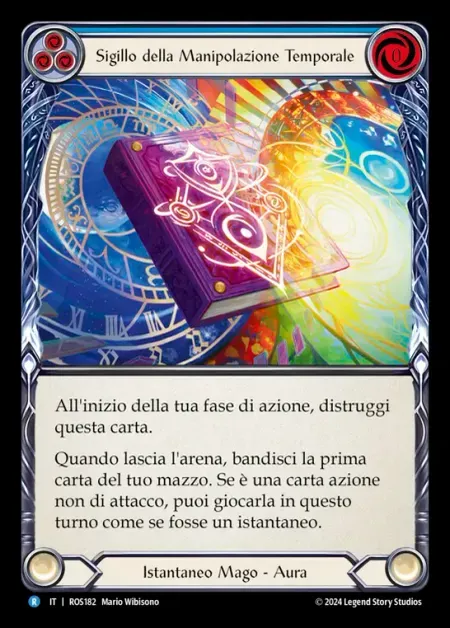 Sigillo della Manipolazione Temporale
0
All'inizio della tua fase di azione, distruggi
questa carta.
Quando lascia l'arena, bandisci la prima
carta del tuo mazzo. Se è una carta azione
non di attacco, puoi giocarla in questo
turno come se fosse un istantaneo.
Istantaneo Mago - Aura
R IT | ROS182 Mario Wibisono
© 2024 Legend Story Studios